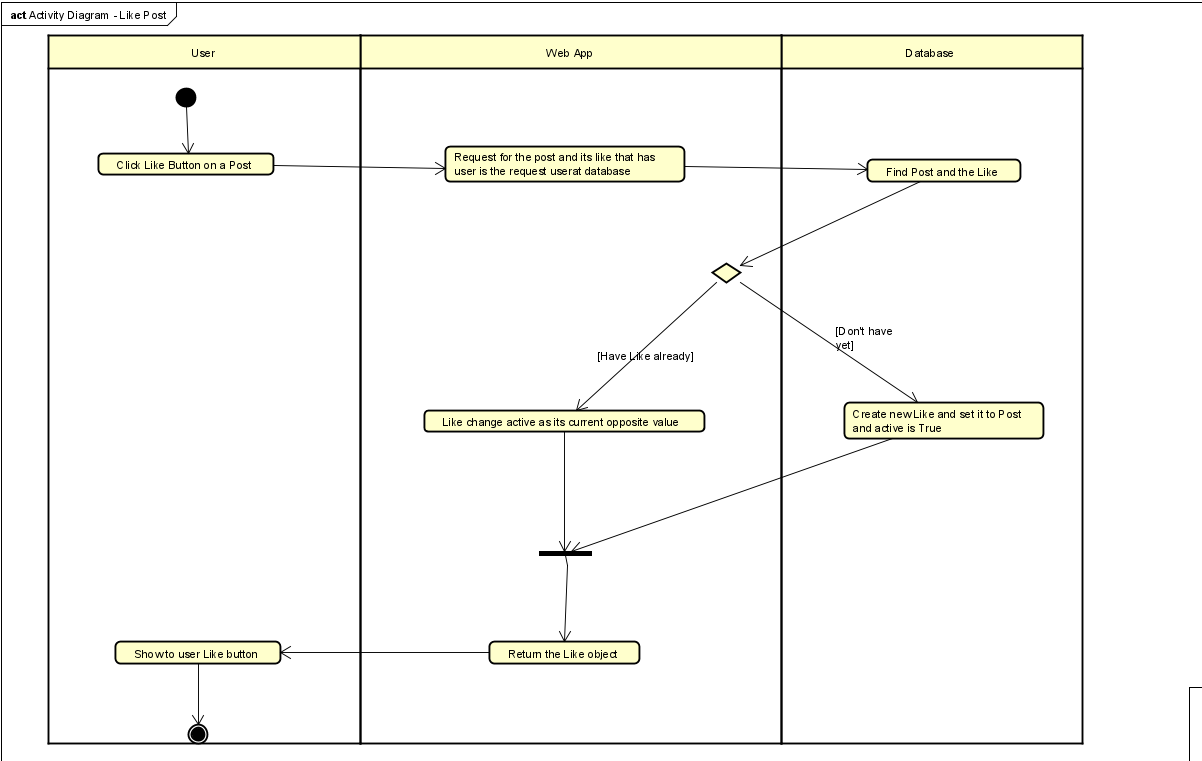 act Activity Diagram - Like Post
User
Web App
Database
Click Like Button on a Post
Request for the post and its like that has
user is the request userat database
Find Post and the Like
[Don't have
yet]
[Have Like already]
Like change active as its current opposite value
Create new Like and set it to Post
and active is True
Show to user Like button
Return the Like object